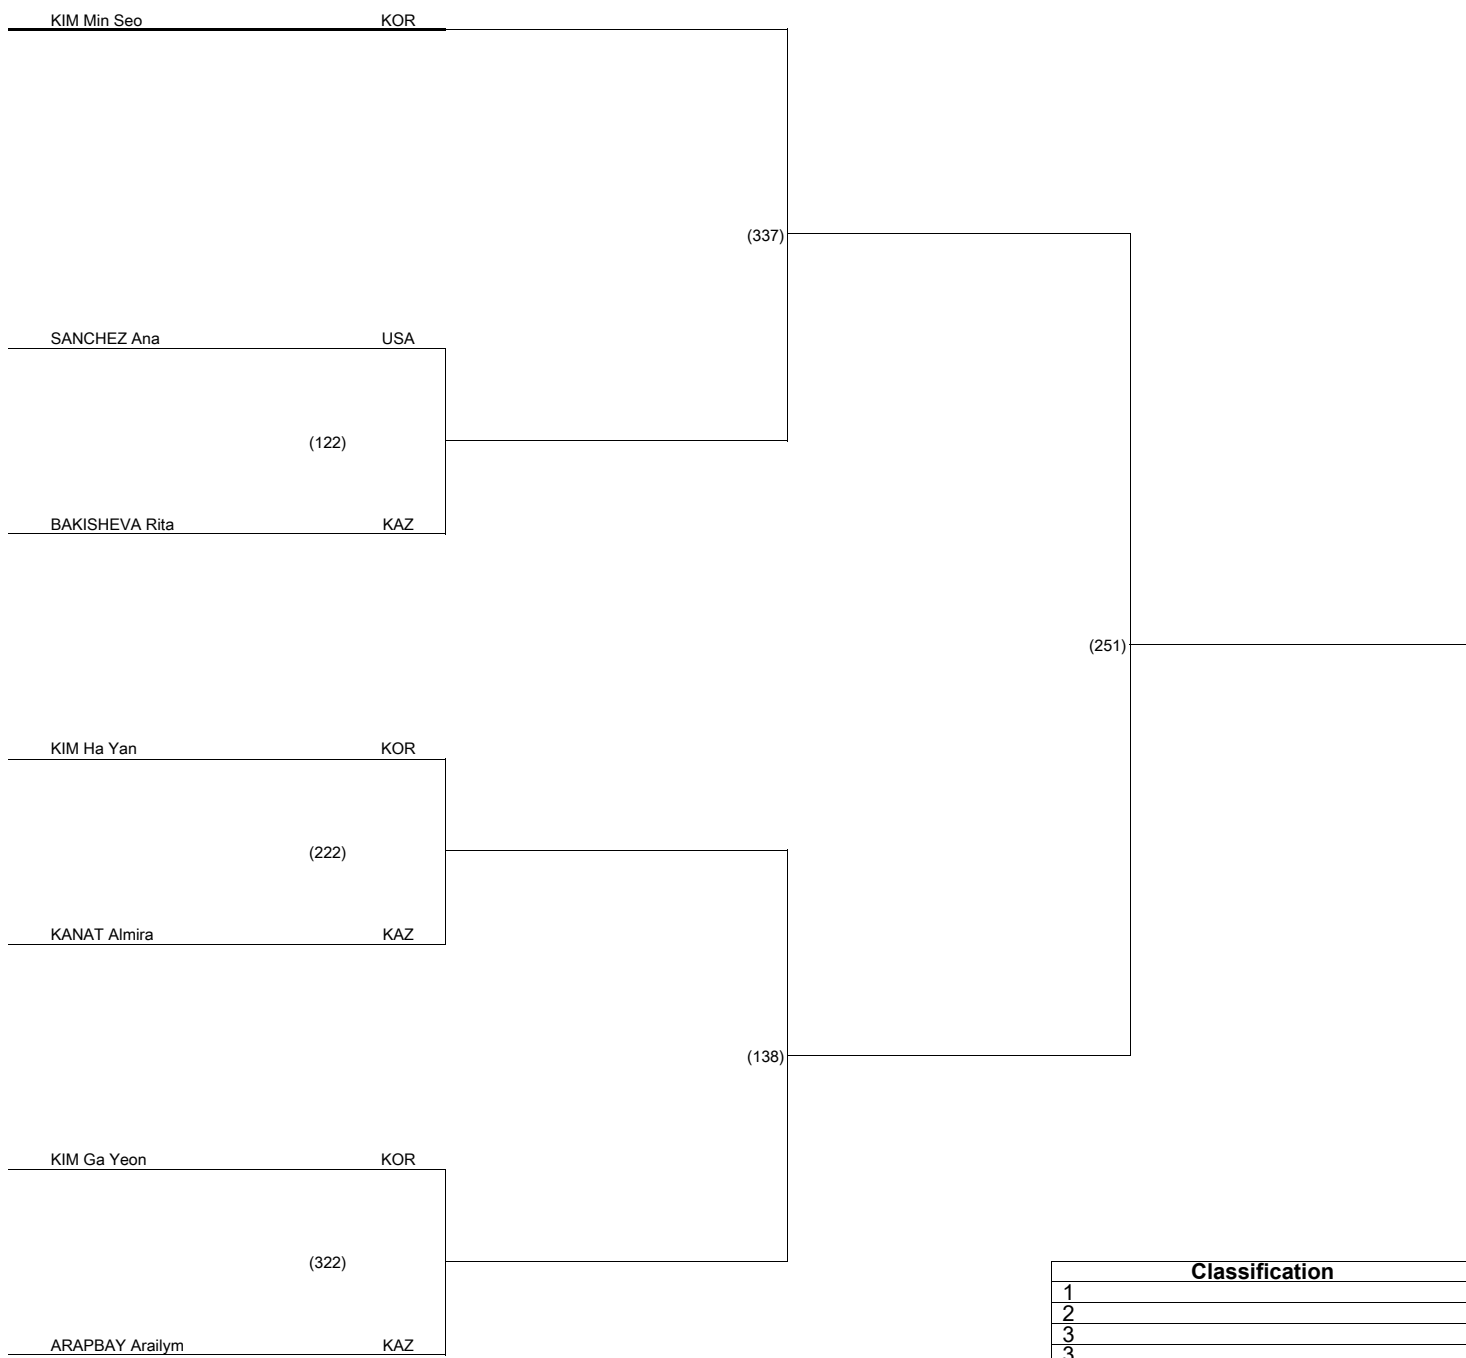 KIM Min Seo KOR
(337)
SANCHEZ Ana USA
(122)
BAKISHEVA Rita KAZ
(251)
KIM Ha Yan KOR
(222)
KANAT Almira KAZ
(138)
KIM Ga Yeon KOR
(322)
ARAPBAY Arailym KAZ
Classification
1
2
3
3